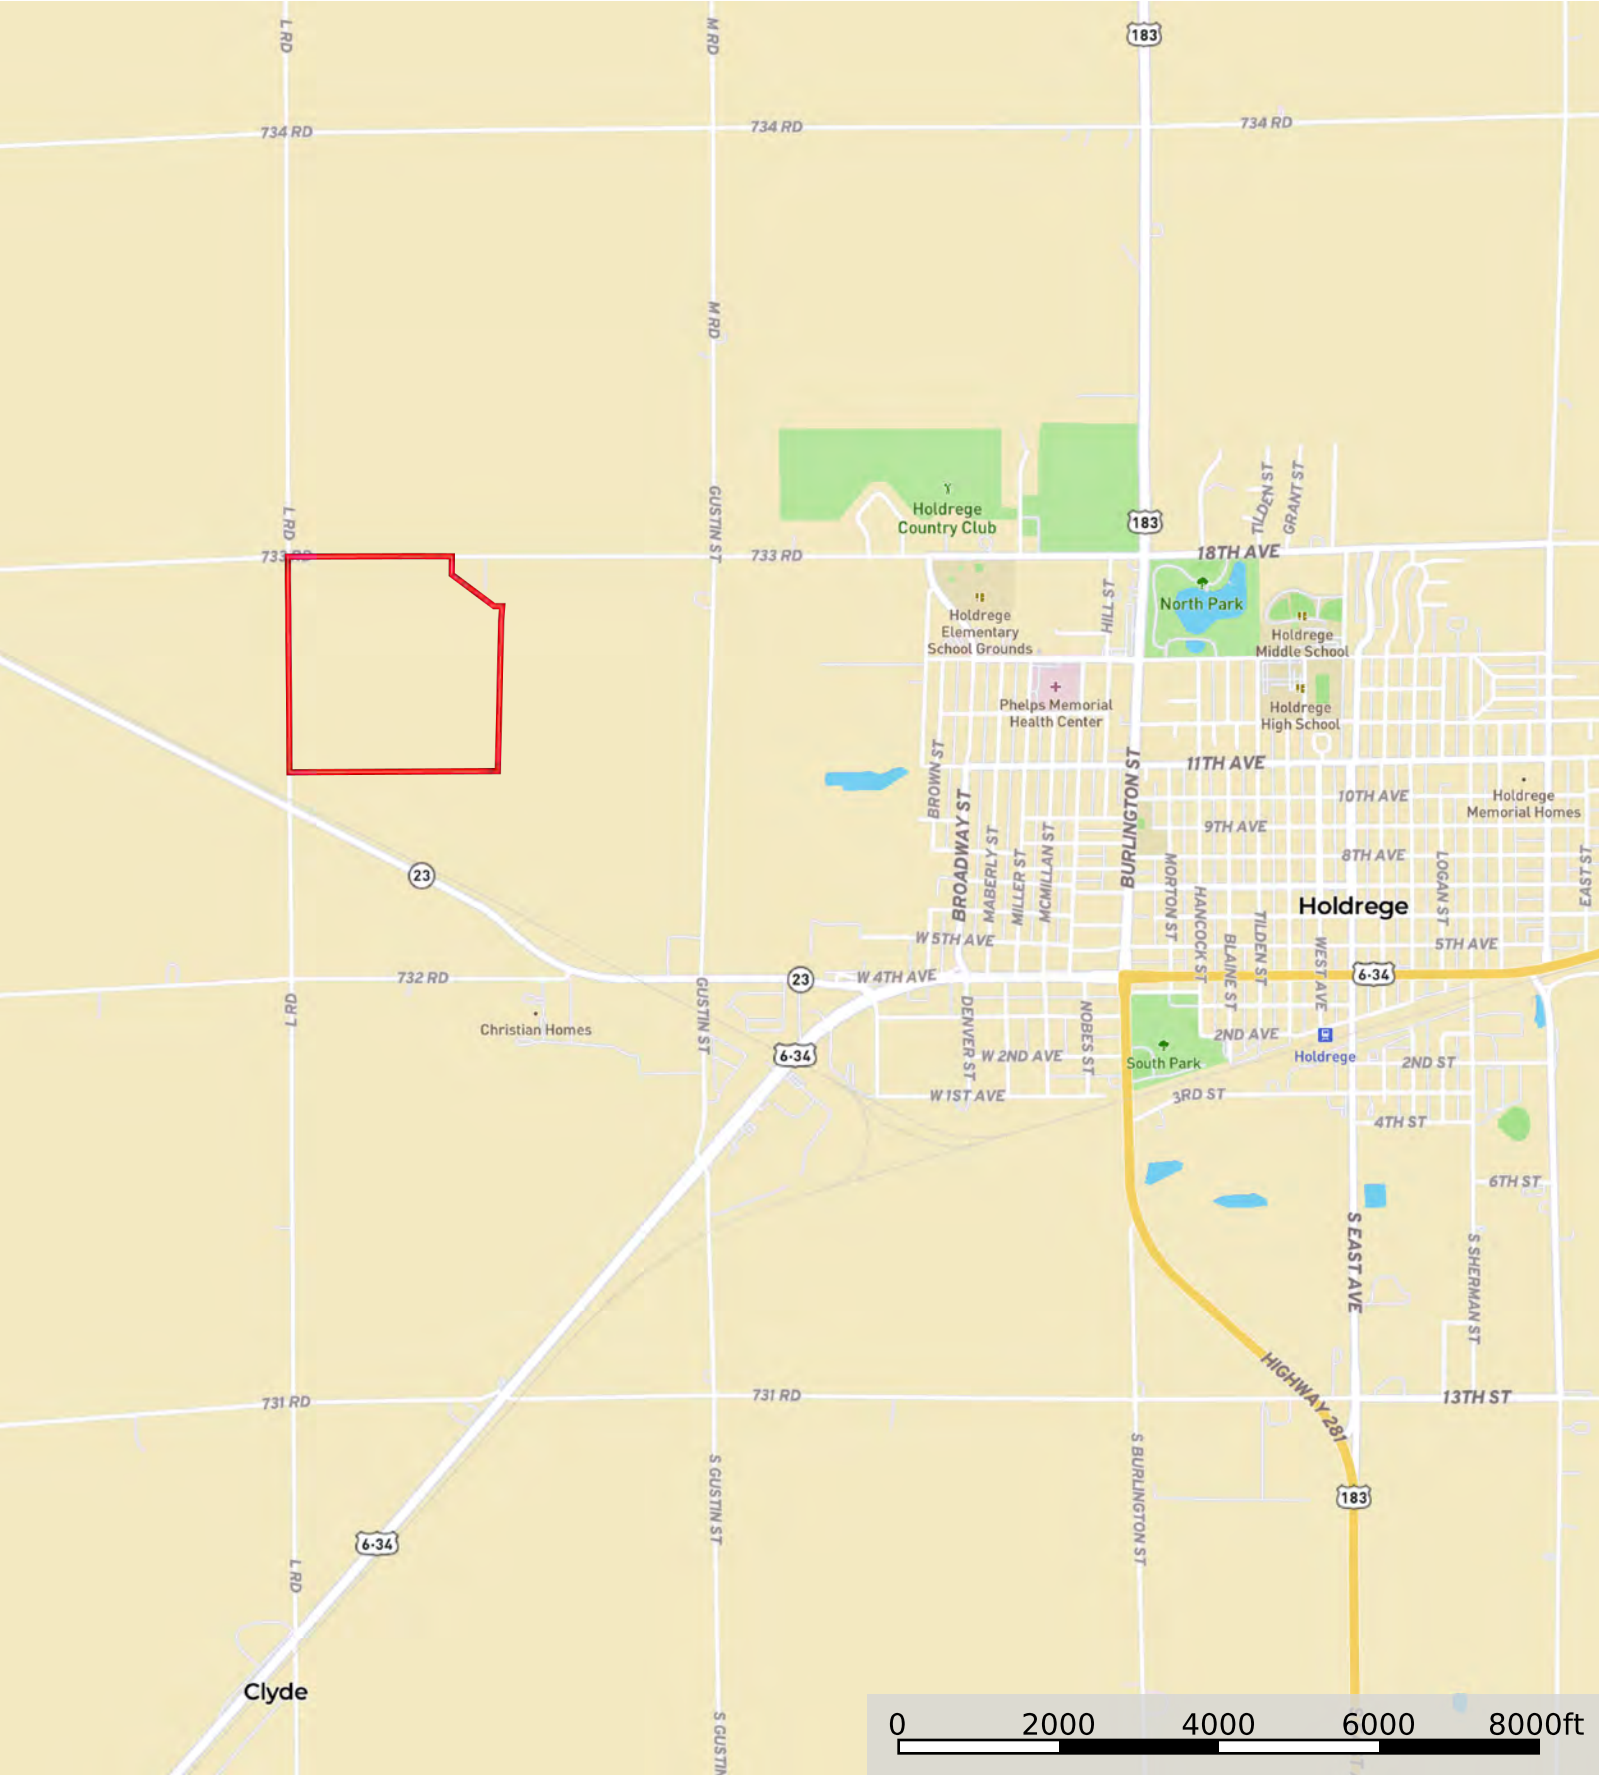 L RD
M RD
183
734 RD
734 RD
734 RD
M RD
GUSTIN ST
L RD
Holdrege
Country Club
183
TILDEN ST
GRANT ST
733 RD
733 RD
18TH AVE
HILL ST
North Park
Holdrege
Elementary
School Grounds
Holdrege
Middle School
Phelps Memorial
Health Center
Holdrege
High School
BROWN ST
BROADWAY ST
MABERLY ST
MILLER ST
MCMILLAN ST
BURLINGTON ST
11TH AVE
10TH AVE
Holdrege
Memorial Homes
9TH AVE
8TH AVE
MORTON ST
HANCOCK ST
BLAINE ST
TILDEN ST
WEST AVE
LOGAN ST
EAST ST
23
Holdrege
W 5TH AVE
5TH AVE
732 RD
23
W 4TH AVE
6-34
L RD
GUSTIN ST
Christian Homes
DENVER ST
NOBES ST
6-34
W 2ND AVE
South Park
2ND AVE
Holdrege
2ND ST
W 1ST AVE
3RD ST
4TH ST
6TH ST
S EAST AVE
S SHERMAN ST
HIGHWAY 281
731 RD
731 RD
13TH ST
S GUSTIN ST
S BURLINGTON ST
183
6-34
L RD
Clyde
S GUSTIN
0 2000 4000 6000 8000ft